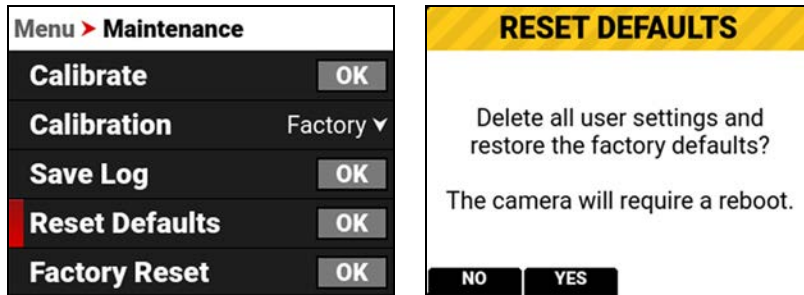 Menu > Maintenance
Calibrate OK
Calibration Factory
Save Log OK
Reset Defaults OK
Factory Reset OK
RESET DEFAULTS
Delete all user settings and
restore the factory defaults?
The camera will require a reboot.
NO YES